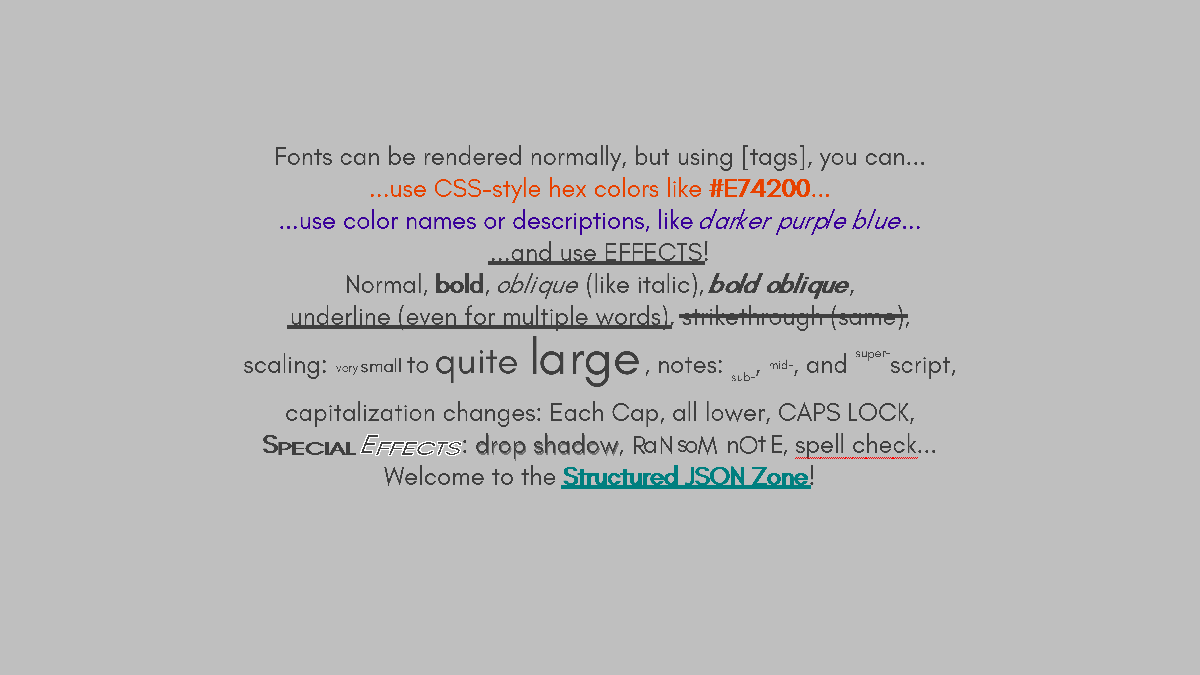 Fonts can be rendered normally, but using [tags], you can...
...use CSS-style hex colors like #E74200...
...use color names or descriptions, like darker purple blue...
...and use EFFECTS!
Normal, bold, oblique (like italic), bold oblique,
underline (even for multiple words), strikethrough (same),
scaling: very small to quite large, notes: sub-, mid-, and super-script,
capitalization changes: Each Cap, all lower, CAPS LOCK,
SPECIAL EFFECTS: drop shadow, RaNsoM nOtE, spell check...
Welcome to the Structured JSON Zone!